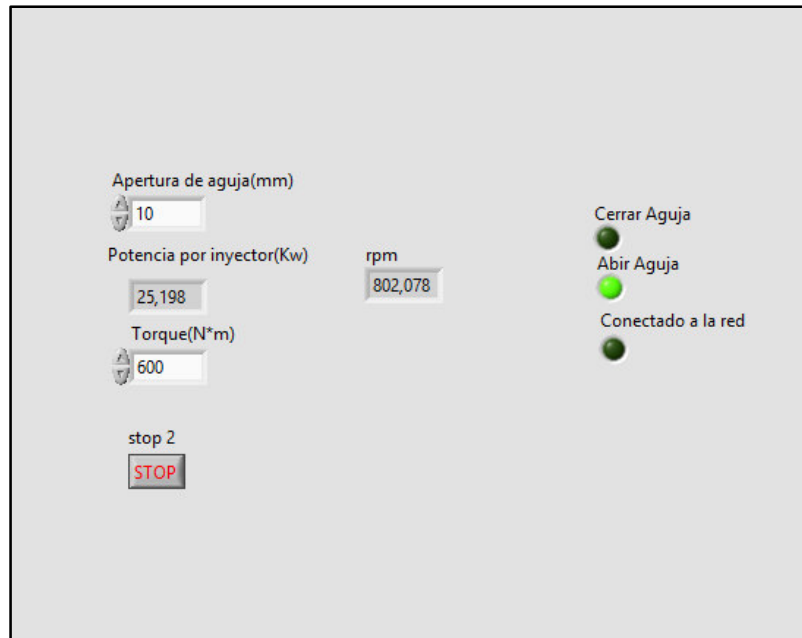 Apertura de aguja(mm)
10
Potencia por inyector(Kw)
25,198
Torque(N*m)
600
stop 2
STOP
rpm
802,078
Cerrar Aguja
Abir Aguja
Conectado a la red